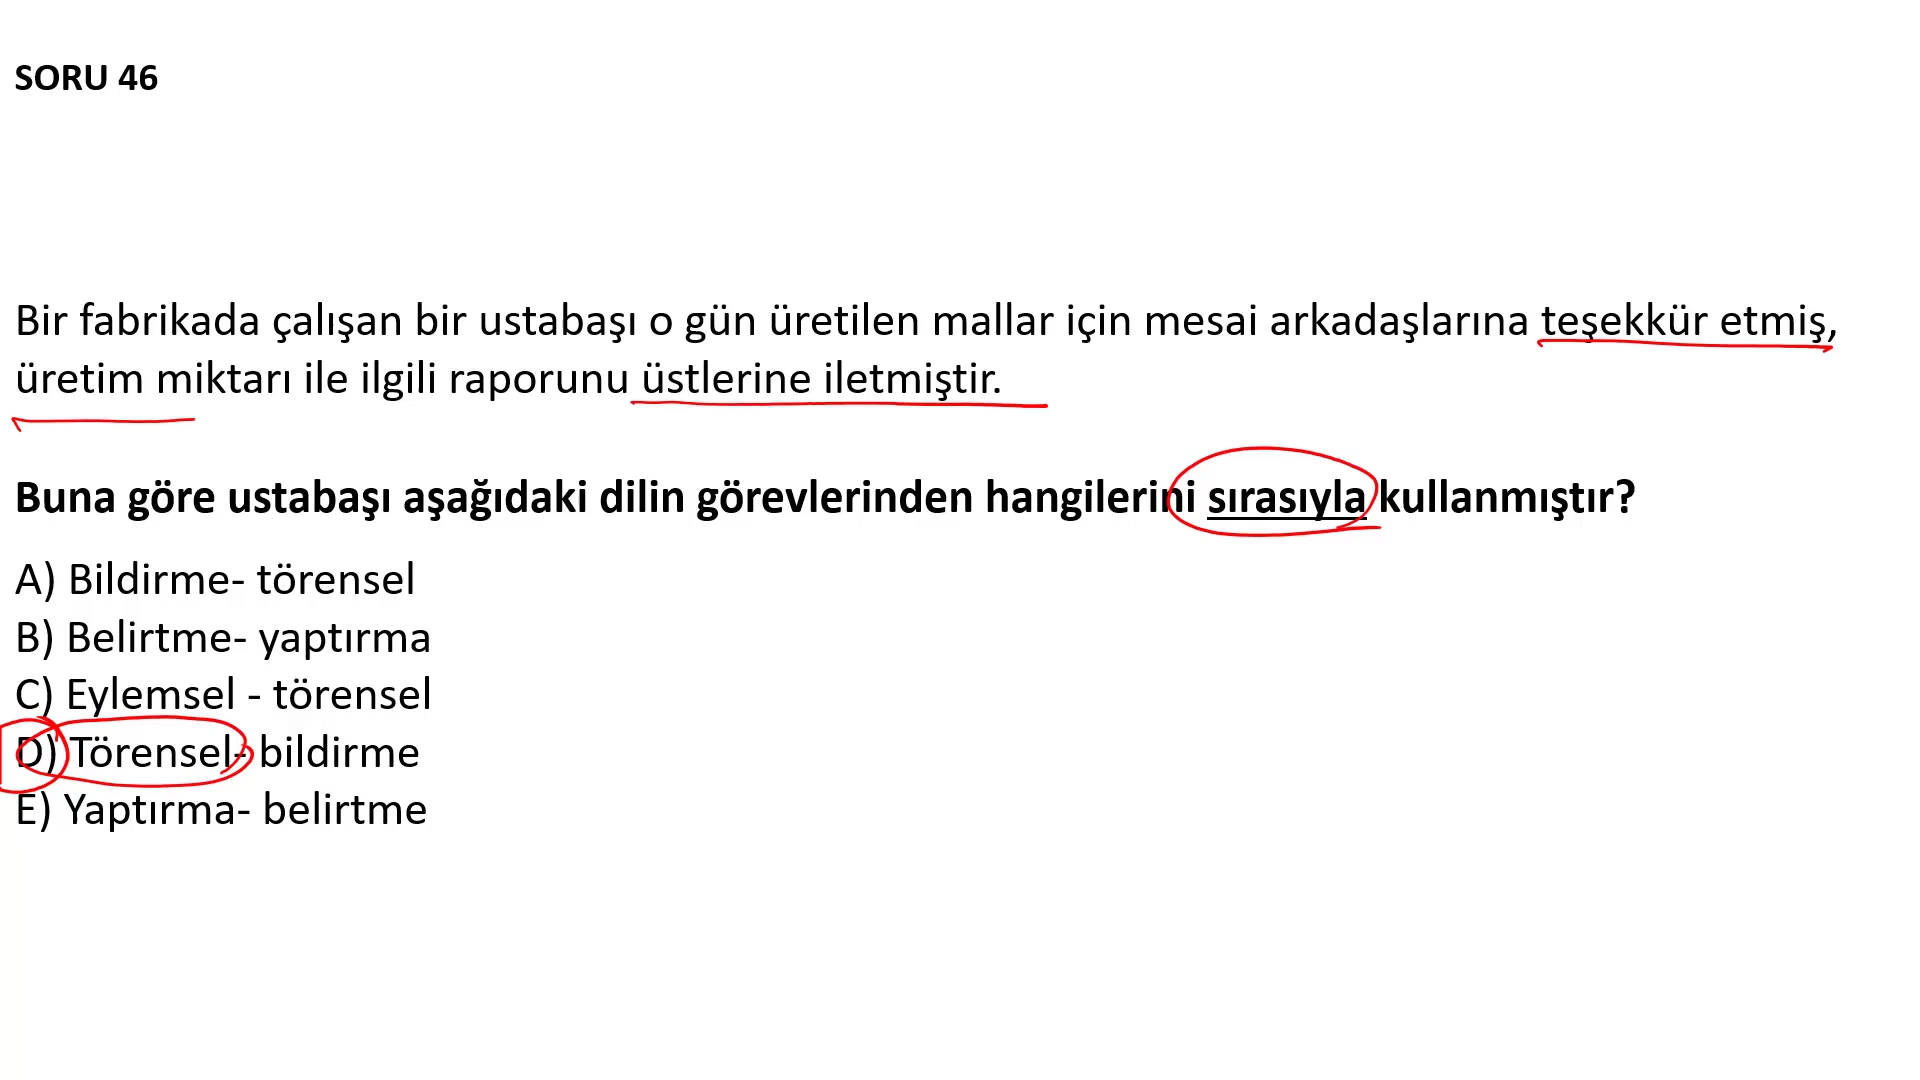 SORU 46
Bir fabrikada çalışan bir ustabaşı o gün üretilen mallar için mesai arkadaşlarına teşekkür etmiş,
üretim miktarı ile ilgili raporunu üstlerine iletmiştir.
Buna göre ustabaşı aşağıdaki dilin görevlerinden hangilerini sırasıyla kullanmıştır?
A) Bildirme- törensel
B) Belirtme- yaptırma
C) Eylemsel - törensel
D) Törensel- bildirme
E) Yaptırma- belirtme